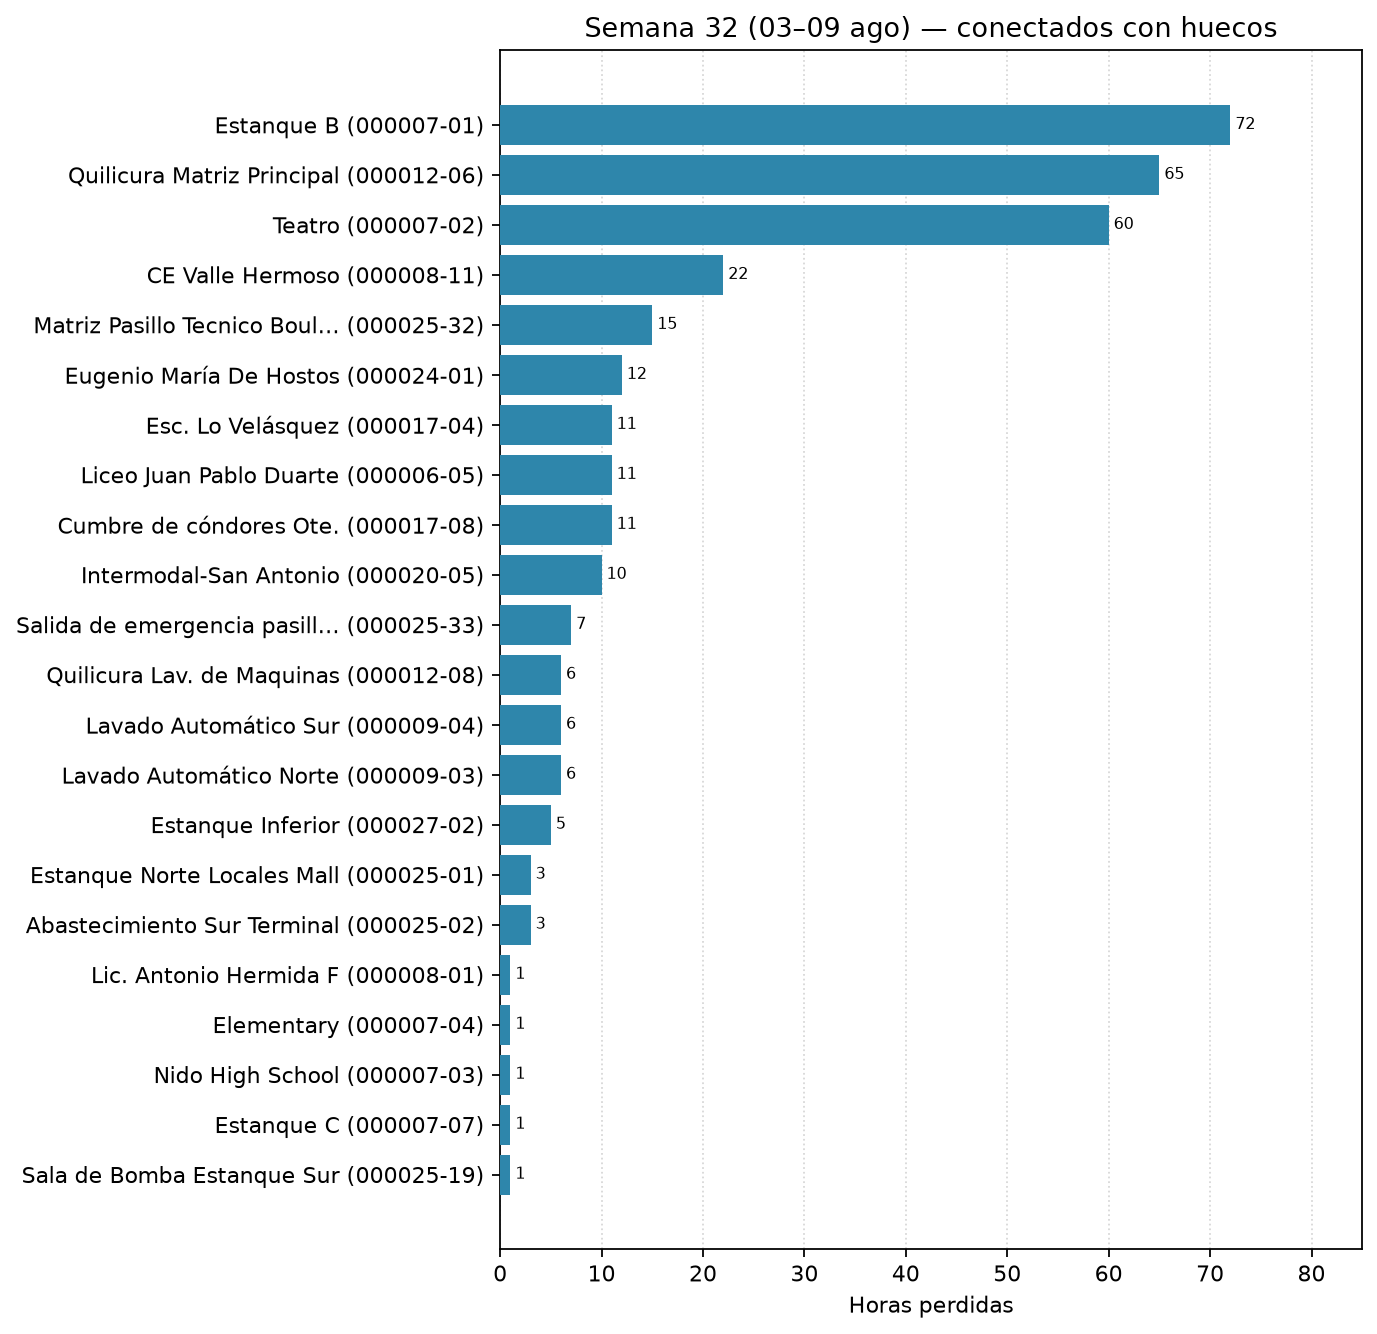 Semana 32 (03–09 ago) — conectados con huecos
Estanque B (000007-01) 72
Quilicura Matriz Principal (000012-06) 65
Teatro (000007-02) 60
CE Valle Hermoso (000008-11) 22
Matriz Pasillo Tecnico Boul… (000025-32) 15
Eugenio María De Hostos (000024-01) 12
Esc. Lo Velásquez (000017-04) 11
Liceo Juan Pablo Duarte (000006-05) 11
Cumbre de cóndores Ote. (000017-08) 11
Intermodal-San Antonio (000020-05) 10
Salida de emergencia pasill… (000025-33) 7
Quilicura Lav. de Maquinas (000012-08) 6
Lavado Automático Sur (000009-04) 6
Lavado Automático Norte (000009-03) 6
Estanque Inferior (000027-02) 5
Estanque Norte Locales Mall (000025-01) 3
Abastecimiento Sur Terminal (000025-02) 3
Lic. Antonio Hermida F (000008-01) 1
Elementary (000007-04) 1
Nido High School (000007-03) 1
Estanque C (000007-07) 1
Sala de Bomba Estanque Sur (000025-19) 1
0 10 20 30 40 50 60 70 80
Horas perdidas